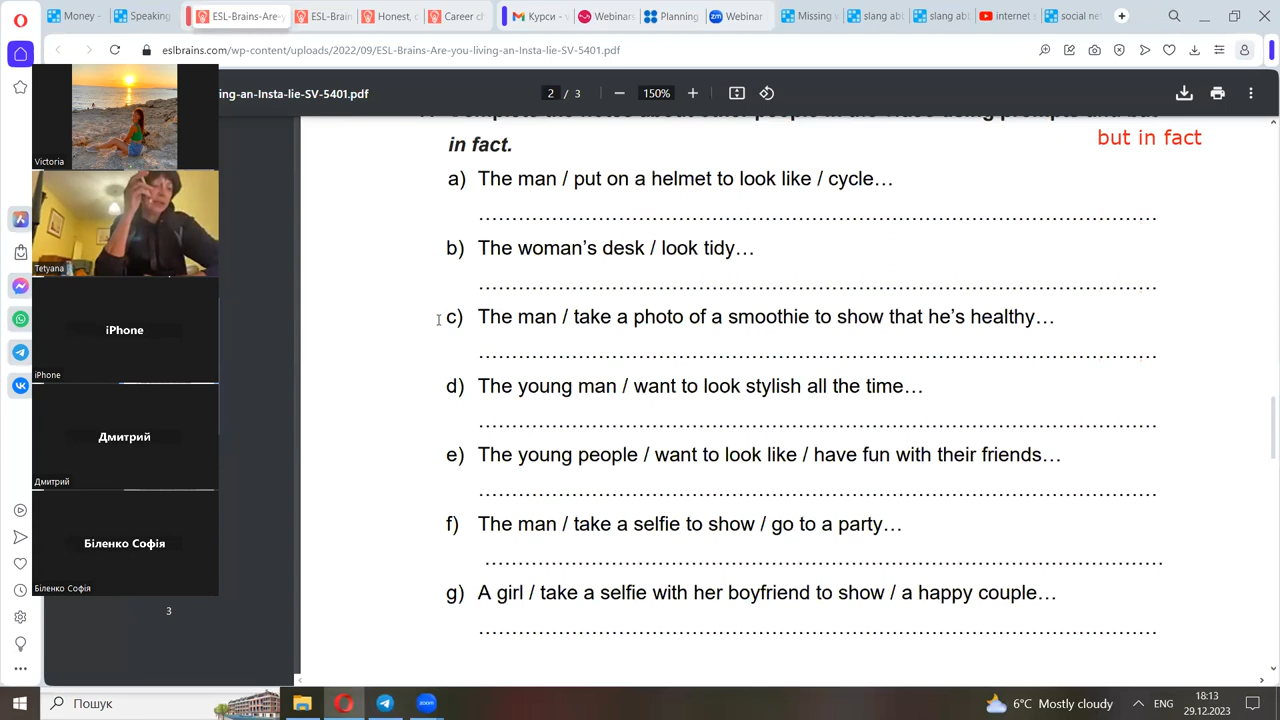 Money -
Speaking
ESL-Brains-Are-y
ESL-Brain
Honest, c
Career ch
Курси -
Webinar
Planning
Webinar
Missing
slang ab
slang ab
internet
social net
eslbrains.com/wp-content/uploads/2022/09/ESL-Brains-Are-you-living-an-Insta-lie-SV-5401.pdf
ng-an-Insta-lie-SV-5401.pdf
2 / 3
150%
but in fact
in fact.
a) The man / put on a helmet to look like / cycle…
b) The woman's desk / look tidy…
c) The man / take a photo of a smoothie to show that he's healthy…
d) The young man / want to look stylish all the time…
e) The young people / want to look like / have fun with their friends…
f) The man / take a selfie to show / go to a party…
g) A girl / take a selfie with her boyfriend to show / a happy couple…
Victoria
Tetyana
iPhone
iPhone
Дмитрий
Дмитрий
Біленко Софія
Біленко Софія
3
Пошук
6°C Mostly cloudy
ENG
18:13
29.12.2023